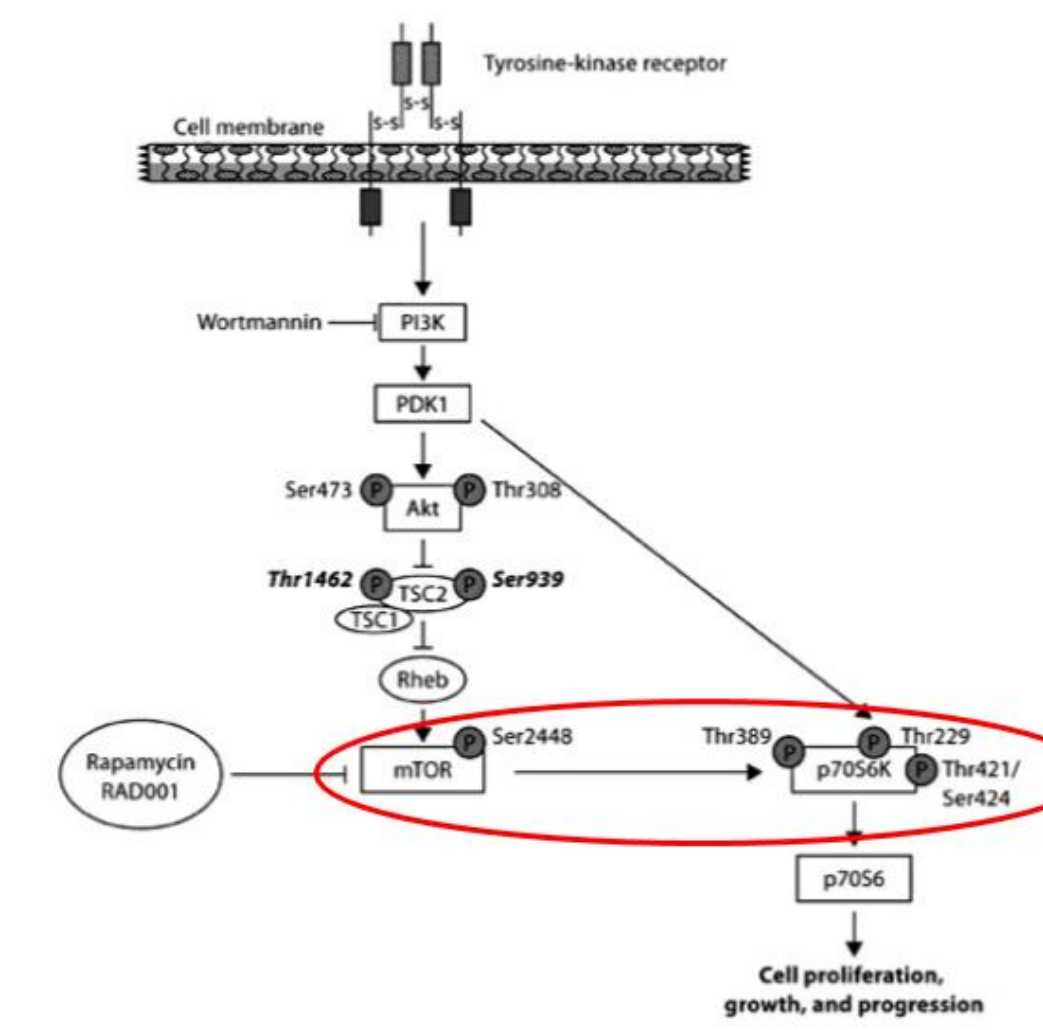 Tyrosine-kinase receptor
s-s
s-s s-s
Cell membrane
Wortmannin
PI3K
PDK1
Ser473 P P Thr308
Akt
Thr1462 P P Ser939
TSC2
TSC1
Rheb
Rapamycin
RAD001
P Ser2448
mTOR
Thr389 P P Thr229
p70S6K P Thr421/
Ser424
p70S6
Cell proliferation,
growth, and progression